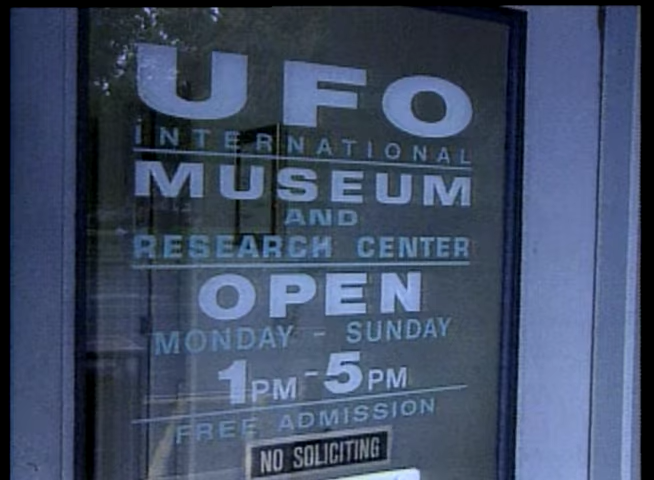 UFO
INTERNATIONAL
MUSEUM
AND
RESEARCH CENTER
OPEN
MONDAY - SUNDAY
1PM - 5PM
FREE ADMISSION
NO SOLICITING